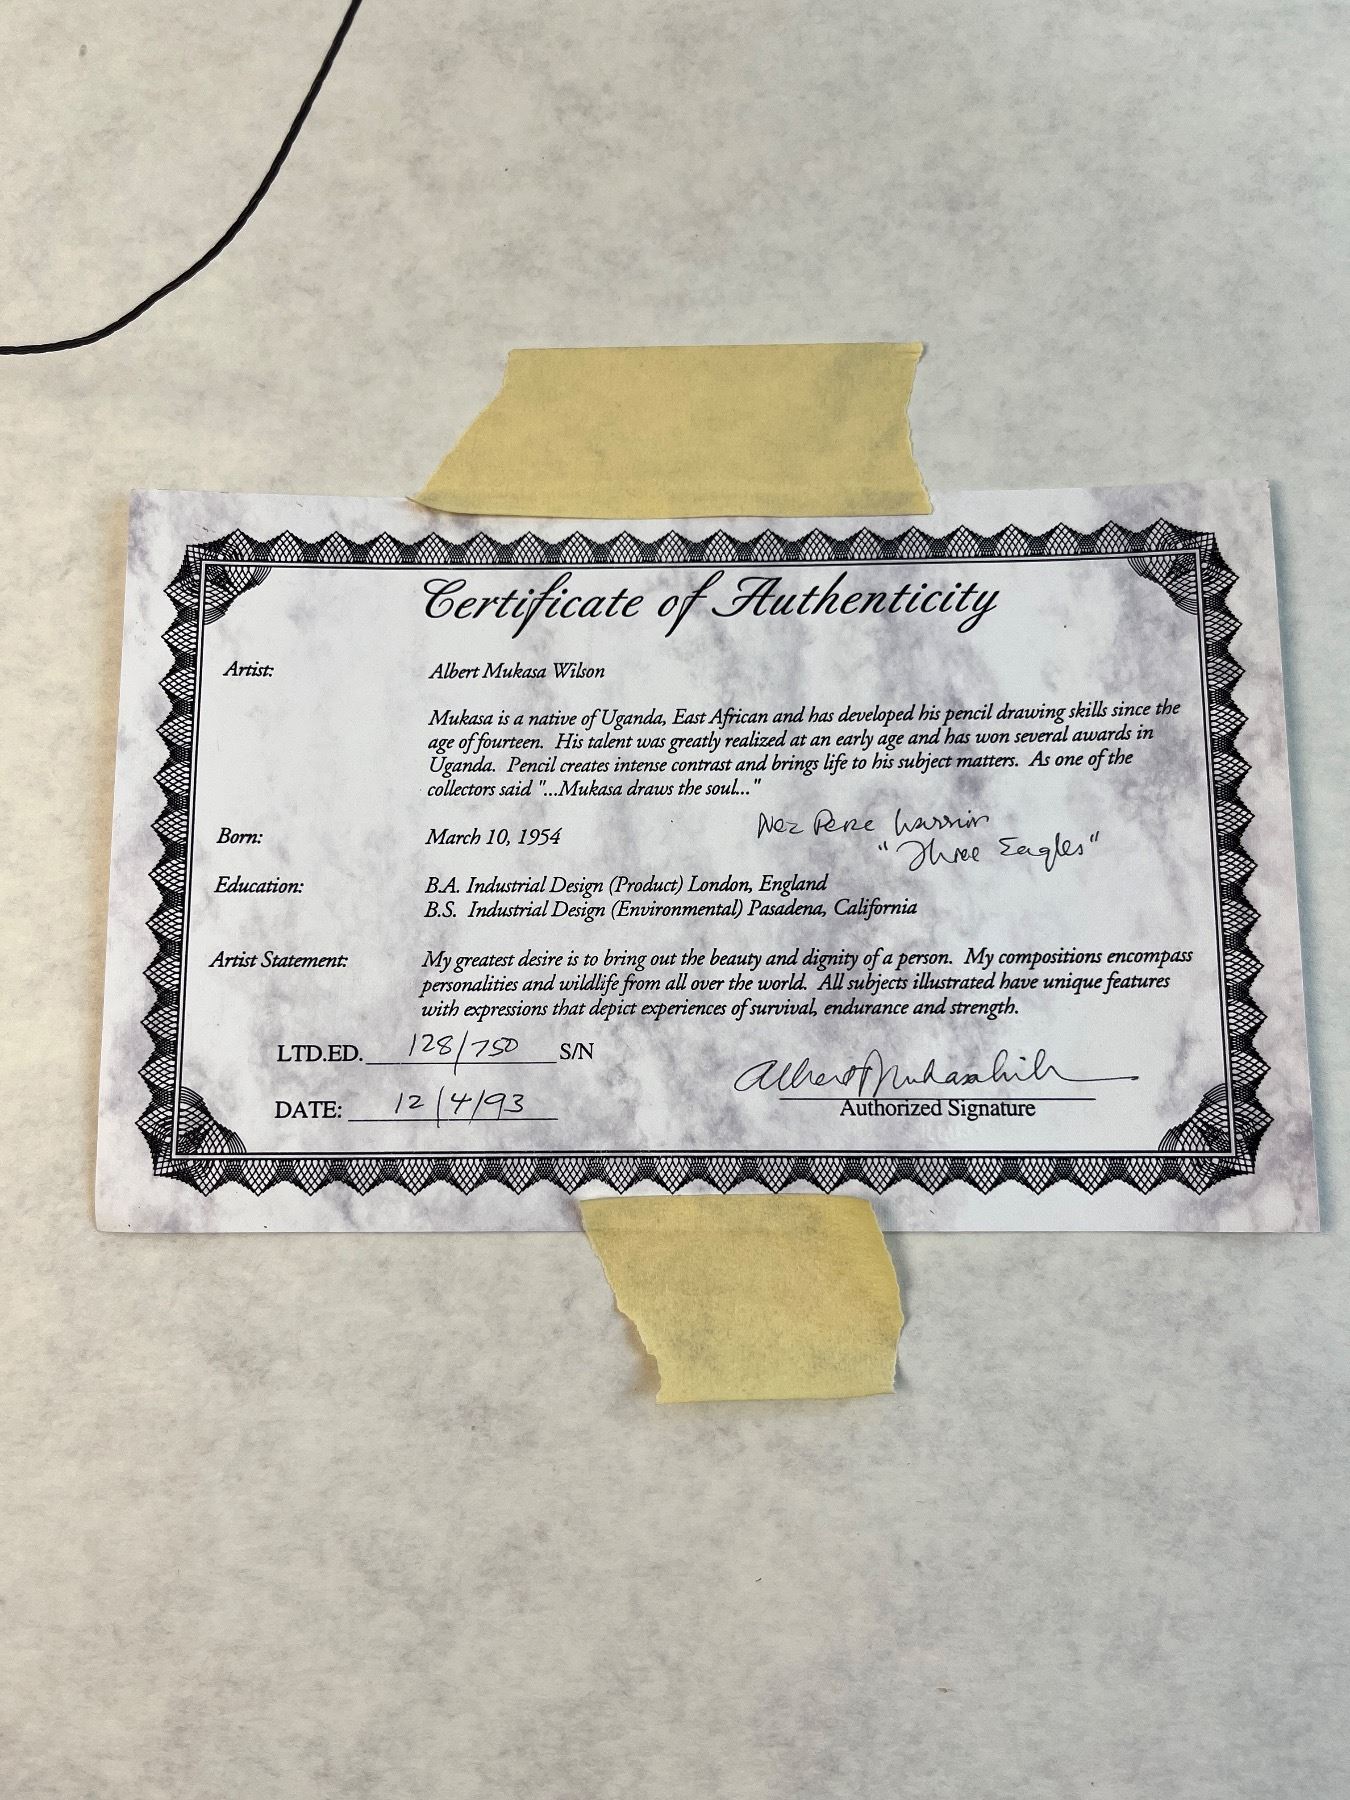 Certificate of Authenticity
Artist: Albert Mukasa Wilson
Mukasa is a native of Uganda, East African and has developed his pencil drawing skills since the
age of fourteen. His talent was greatly realized at an early age and has won several awards in
Uganda. Pencil creates intense contrast and brings life to his subject matters. As one of the
collectors said "...Mukasa draws the soul..."
Nez Perze Warrior
"Three Eagles"
Born: March 10, 1954
Education: B.A. Industrial Design (Product) London, England
B.S. Industrial Design (Environmental) Pasadena, California
Artist Statement: My greatest desire is to bring out the beauty and dignity of a person. My compositions encompass
personalities and wildlife from all over the world. All subjects illustrated have unique features
with expressions that depict experiences of survival, endurance and strength.
LTD.ED. 128/750 S/N
Albert Mukasa Wil
Authorized Signature
DATE: 12/4/93